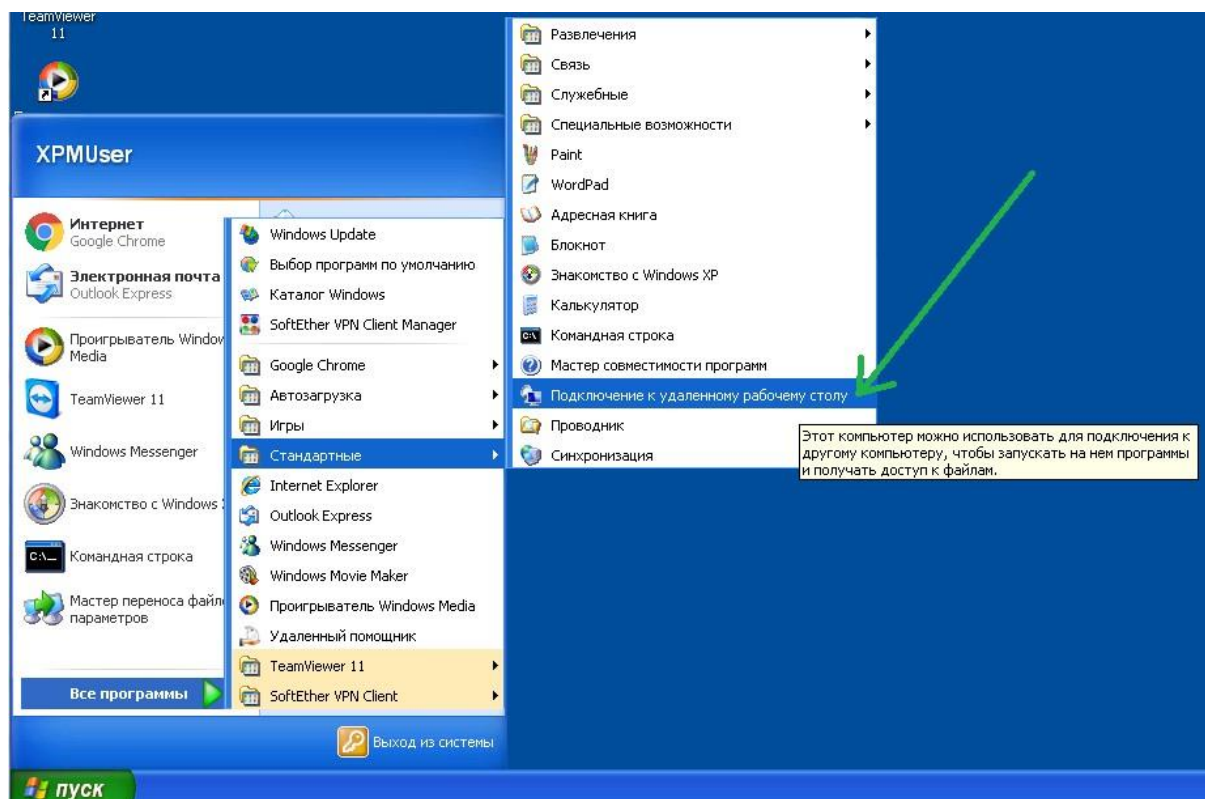 TeamViewer
11
XPMUser
Интернет
Google Chrome
Электронная почта
Outlook Express
Проигрыватель Window
Media
TeamViewer 11
Windows Messenger
Знакомство с Windows
Командная строка
Мастер переноса файло
параметров
Все программы
Windows Update
Выбор программ по умолчанию
Каталог Windows
SoftEther VPN Client Manager
Google Chrome
Автозагрузка
Игры
Стандартные
Internet Explorer
Outlook Express
Windows Messenger
Windows Movie Maker
Проигрыватель Windows Media
Удаленный помощник
TeamViewer 11
SoftEther VPN Client
Развлечения
Связь
Служебные
Специальные возможности
Paint
WordPad
Адресная книга
Блокнот
Знакомство с Windows XP
Калькулятор
Командная строка
Мастер совместимости программ
Подключение к удаленному рабочему столу
Проводник
Синхронизация
Этот компьютер можно использовать для подключения к
другому компьютеру, чтобы запускать на нем программы
и получать доступ к файлам.
Выход из системы
пуск